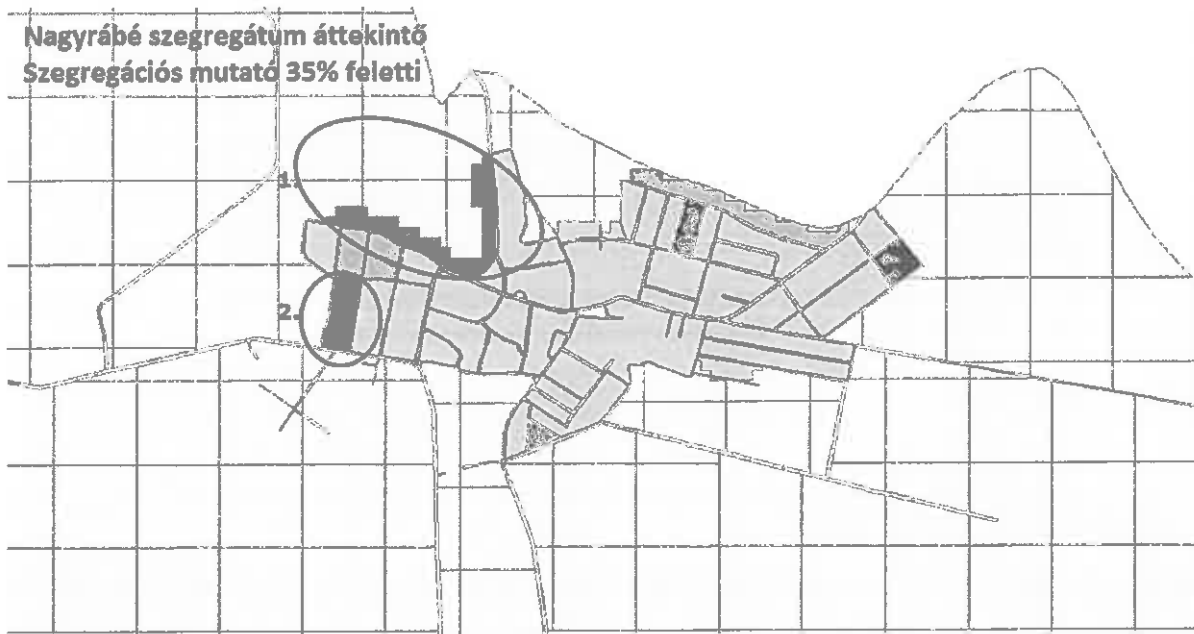 Nagyrábé szegregátum áttekintő
Szegregációs mutató 35% feletti
1.
2.